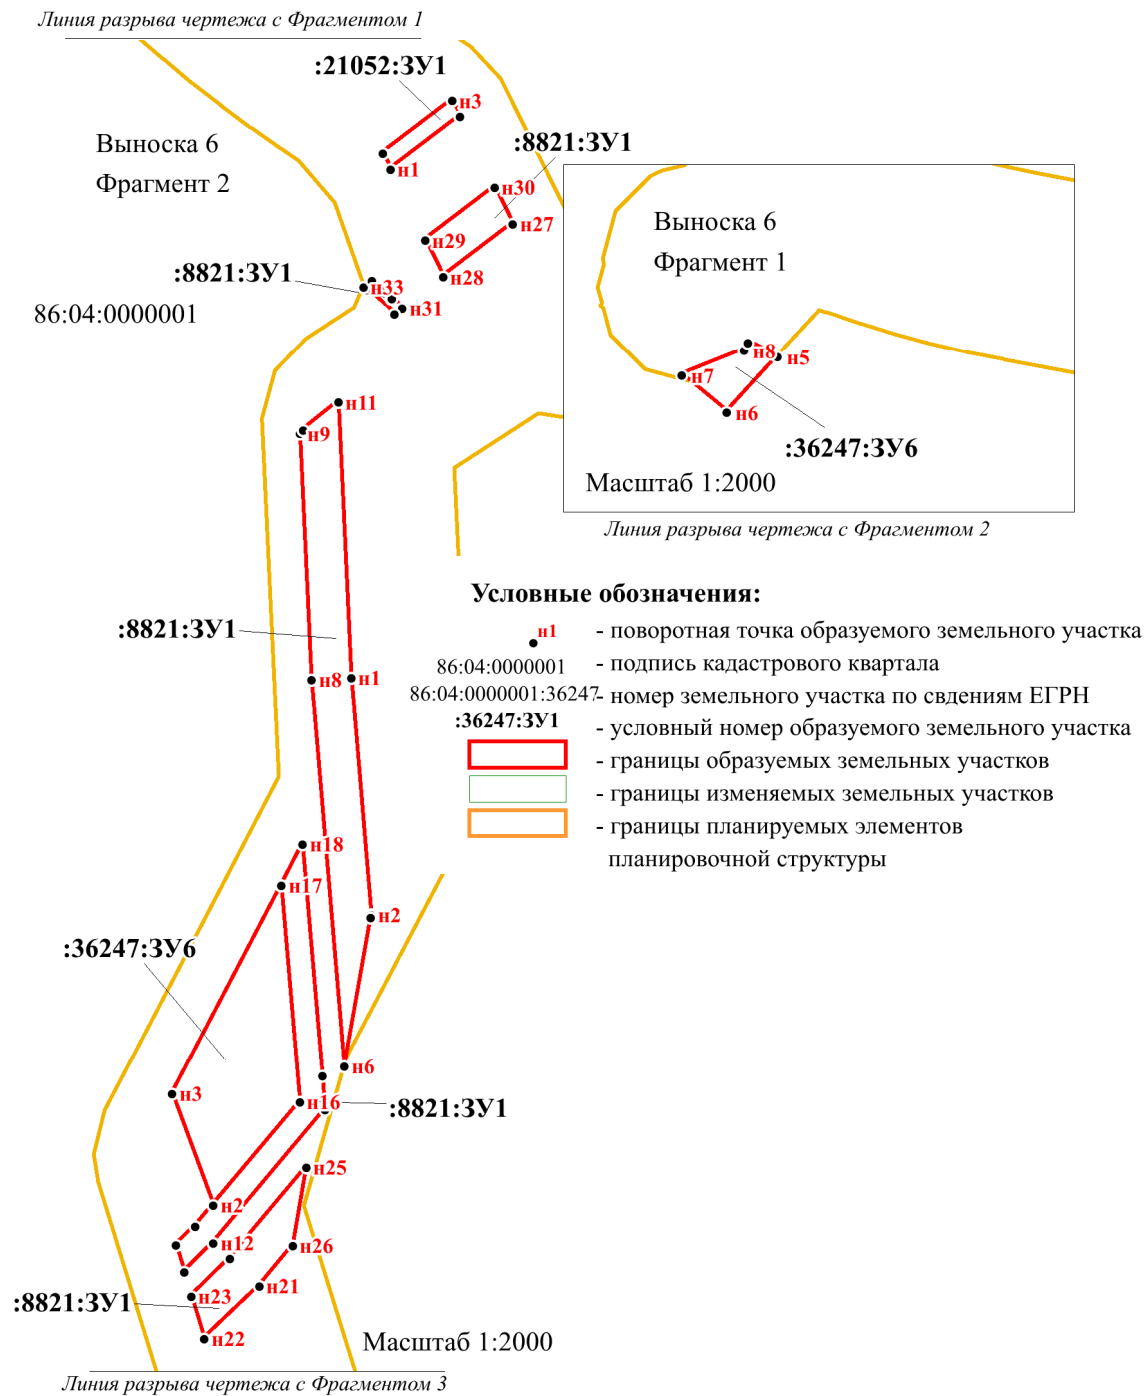 Линия разрыва чертежа с Фрагментом 1
:21052:ЗУ1
н3
Выноска 6
Фрагмент 2
н1
:8821:ЗУ1
н30
н27
н29
н28
:8821:ЗУ1
н33
н31
86:04:0000001
Выноска 6
Фрагмент 1
н8
н5
н7
н6
:36247:ЗУ6
Масштаб 1:2000
Линия разрыва чертежа с Фрагментом 2
н11
н9
:8821:ЗУ1
н8
н1
Условные обозначения:
н1
- поворотная точка образуемого земельного участка
86:04:0000001
- подпись кадастрового квартала
86:04:0000001:36247
- номер земельного участка по свдениям ЕГРН
:36247:ЗУ1
- условный номер образуемого земельного участка
- границы образуемых земельных участков
- границы изменяемых земельных участков
- границы планируемых элементов
планировочной структуры
н18
н17
н2
:36247:ЗУ6
н6
н3
н16
:8821:ЗУ1
н25
н2
н12
н26
н21
н23
:8821:ЗУ1
н22
Масштаб 1:2000
Линия разрыва чертежа с Фрагментом 3